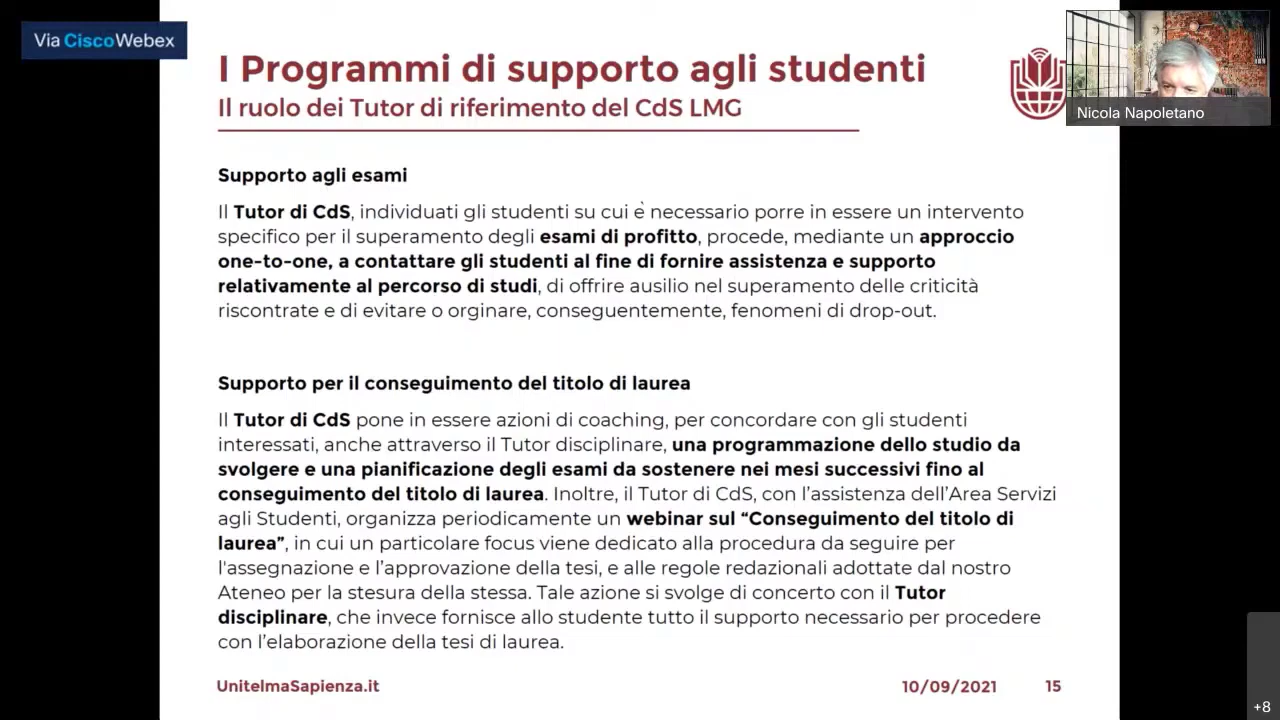 Via CiscoWebex
I Programmi di supporto agli studenti
Il ruolo dei Tutor di riferimento del CdS LMG
Nicola Napoletano
Supporto agli esami
Il Tutor di CdS, individuati gli studenti su cui è necessario porre in essere un intervento
specifico per il superamento degli esami di profitto, procede, mediante un approccio
one-to-one, a contattare gli studenti al fine di fornire assistenza e supporto
relativamente al percorso di studi, di offrire ausilio nel superamento delle criticità
riscontrate e di evitare o orginare, conseguentemente, fenomeni di drop-out.
Supporto per il conseguimento del titolo di laurea
Il Tutor di CdS pone in essere azioni di coaching, per concordare con gli studenti
interessati, anche attraverso il Tutor disciplinare, una programmazione dello studio da
svolgere e una pianificazione degli esami da sostenere nei mesi successivi fino al
conseguimento del titolo di laurea. Inoltre, il Tutor di CdS, con l’assistenza dell’Area Servizi
agli Studenti, organizza periodicamente un webinar sul “Conseguimento del titolo di
laurea”, in cui un particolare focus viene dedicato alla procedura da seguire per
l'assegnazione e l’approvazione della tesi, e alle regole redazionali adottate dal nostro
Ateneo per la stesura della stessa. Tale azione si svolge di concerto con il Tutor
disciplinare, che invece fornisce allo studente tutto il supporto necessario per procedere
con l’elaborazione della tesi di laurea.
UnitelmaSapienza.it
10/09/2021
15
+8